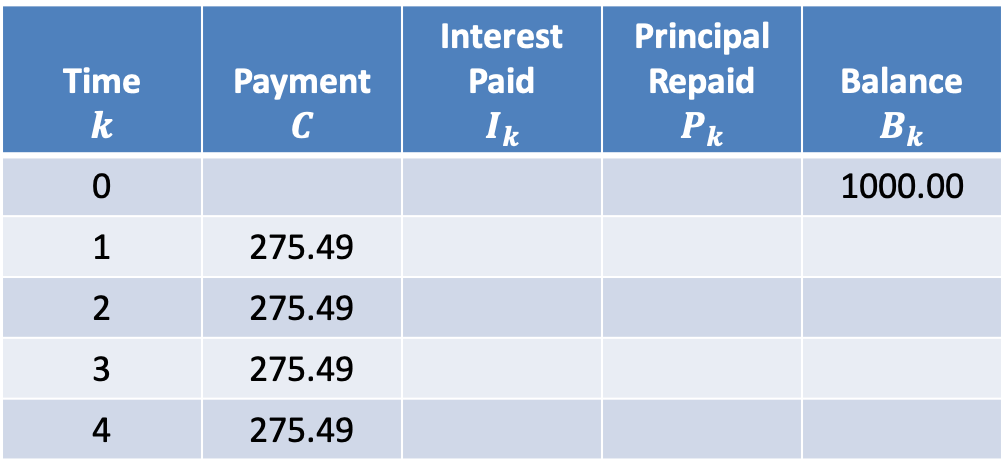 Time k
Payment C
Interest Paid I_k
Principal Repaid P_k
Balance B_k
0 1000.00
1 275.49
2 275.49
3 275.49
4 275.49